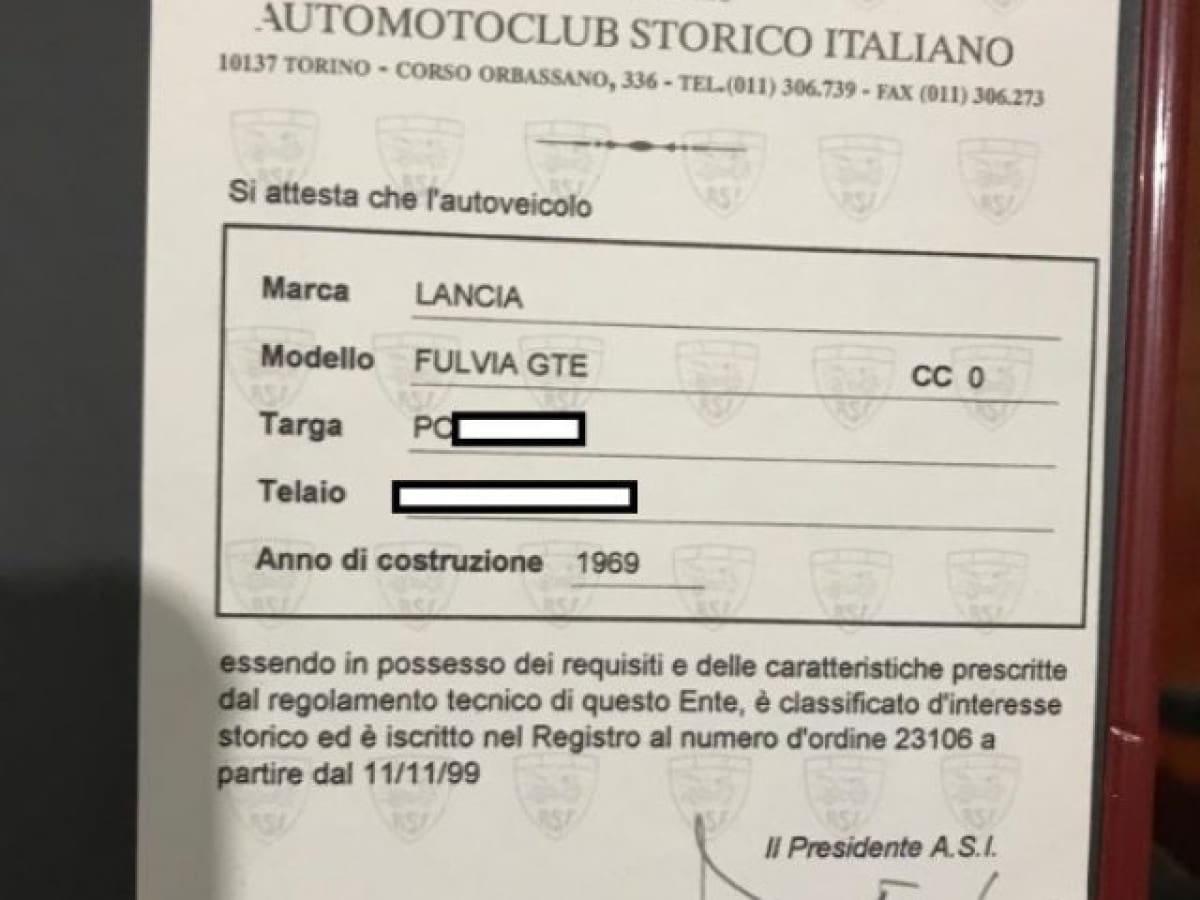 AUTOMOTOCLUB STORICO ITALIANO
10137 TORINO - CORSO ORBASSANO, 336 - TEL.(011) 306.739 - FAX (011) 306.273
Si attesta che l'autoveicolo
Marca LANCIA
Modello FULVIA GTE CC 0
Targa PO
Telaio
Anno di costruzione 1969
essendo in possesso dei requisiti e delle caratteristiche prescritte
dal regolamento tecnico di questo Ente, è classificato d'interesse
storico ed è iscritto nel Registro al numero d'ordine 23106 a
partire dal 11/11/99
Il Presidente A.S.I.